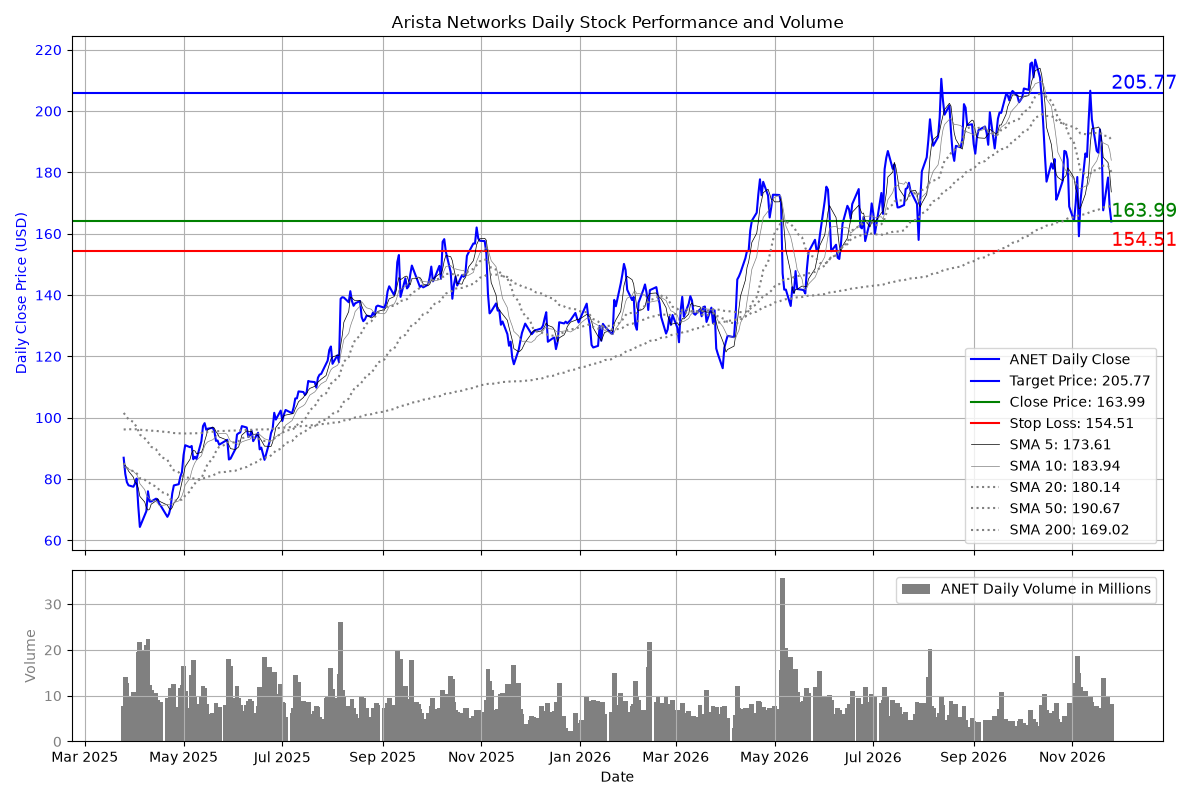 Arista Networks Daily Stock Performance and Volume
Daily Close Price (USD)
220
200
180
160
140
120
100
80
60
205.77
163.99
154.51
ANET Daily Close
Target Price: 205.77
Close Price: 163.99
Stop Loss: 154.51
SMA 5: 173.61
SMA 10: 183.94
SMA 20: 180.14
SMA 50: 190.67
SMA 200: 169.02
Volume
30
20
10
0
ANET Daily Volume in Millions
Mar 2025 May 2025 Jul 2025 Sep 2025 Nov 2025 Jan 2026 Mar 2026 May 2026 Jul 2026 Sep 2026 Nov 2026
Date